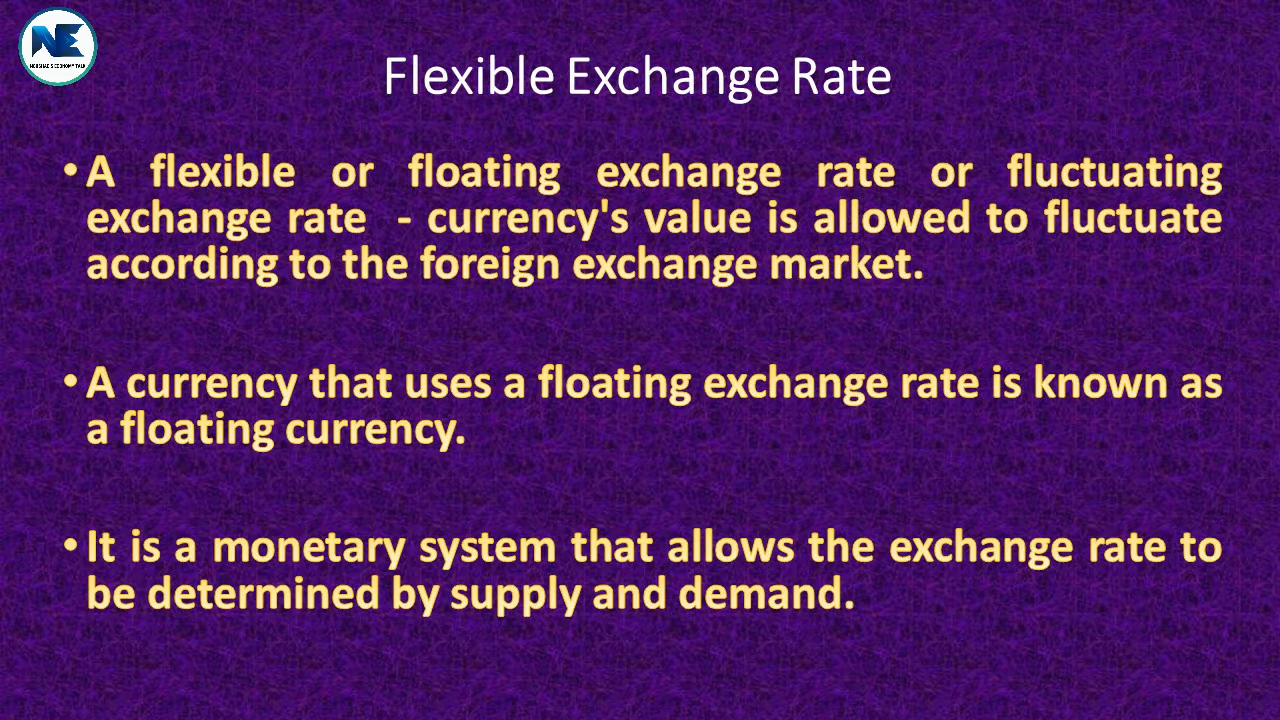 NE
Flexible Exchange Rate
• A flexible or floating exchange rate or fluctuating
exchange rate - currency's value is allowed to fluctuate
according to the foreign exchange market.
• A currency that uses a floating exchange rate is known as
a floating currency.
• It is a monetary system that allows the exchange rate to
be determined by supply and demand.